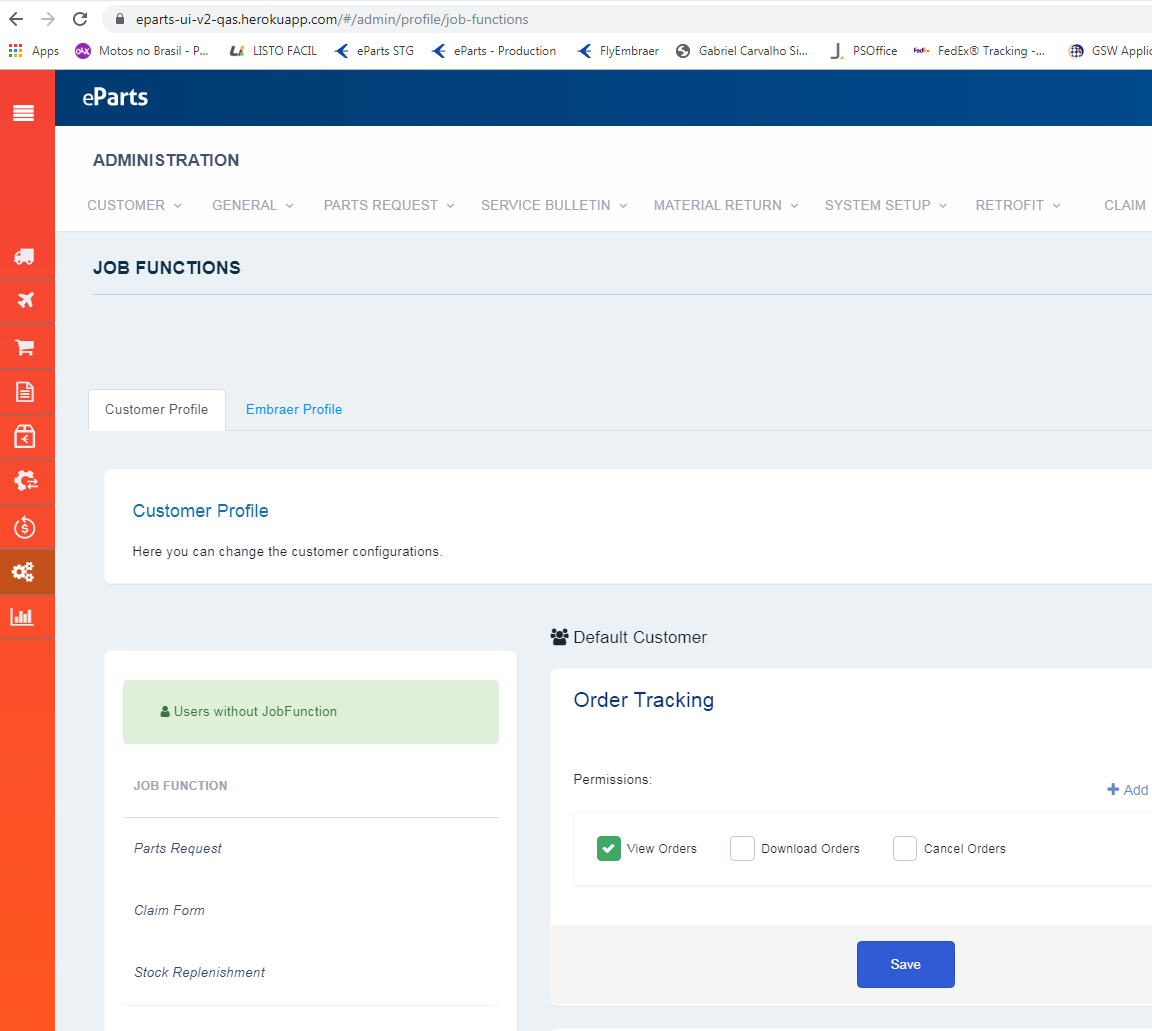 eparts-ui-v2-qas.herokuapp.com/#/admin/profile/job-functions
Apps OLX Motos no Brasil - P... LISTO FACIL eParts STG eParts - Production FlyEmbraer Gabriel Carvalho Si... PSOffice FedEx FedEx® Tracking -... GSW Applic
eParts
ADMINISTRATION
CUSTOMER GENERAL PARTS REQUEST SERVICE BULLETIN MATERIAL RETURN SYSTEM SETUP RETROFIT CLAIM
JOB FUNCTIONS
Customer Profile Embraer Profile
Customer Profile
Here you can change the customer configurations.
Default Customer
Users without JobFunction
Order Tracking
JOB FUNCTION
Permissions:
+ Add
Parts Request
View Orders Download Orders Cancel Orders
Claim Form
Stock Replenishment
Save